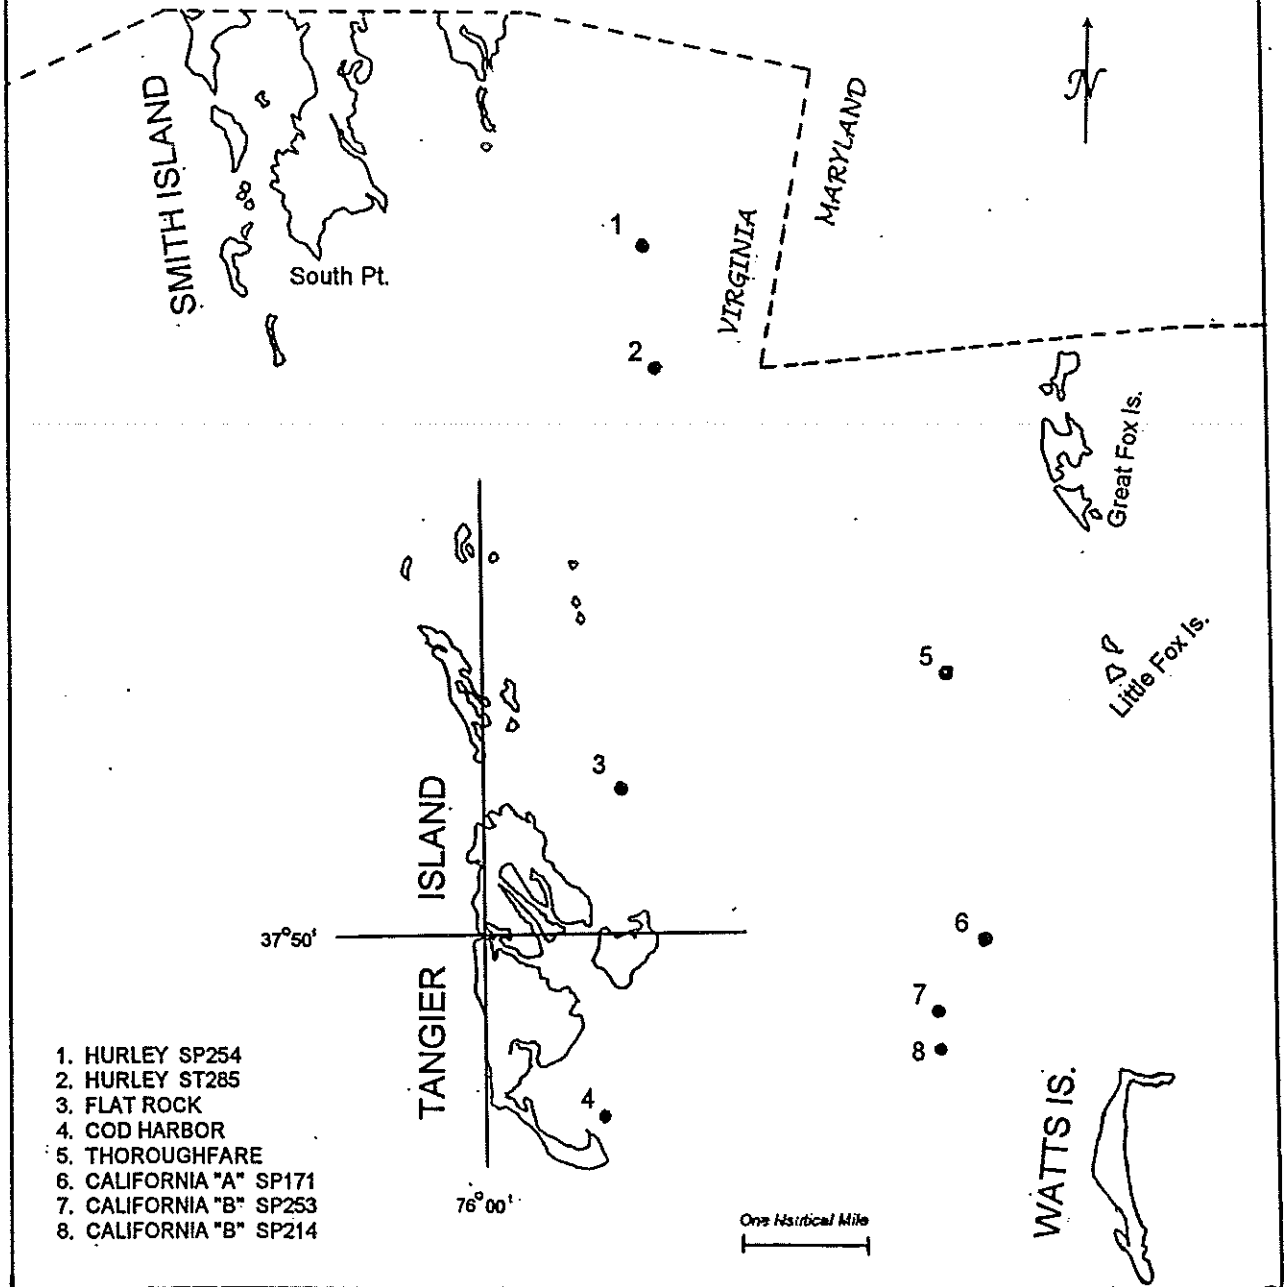 N
SMITH ISLAND
MARYLAND
VIRGINIA
1
South Pt.
2
Great Fox Is.
5
Little Fox Is.
3
TANGIER ISLAND
37°50'
6
7
8
4
1. HURLEY SP254
2. HURLEY ST285
3. FLAT ROCK
4. COD HARBOR
5. THOROUGHFARE
6. CALIFORNIA "A" SP171
7. CALIFORNIA "B" SP253
8. CALIFORNIA "B" SP214
WATTS IS.
76°00'
One Nautical Mile